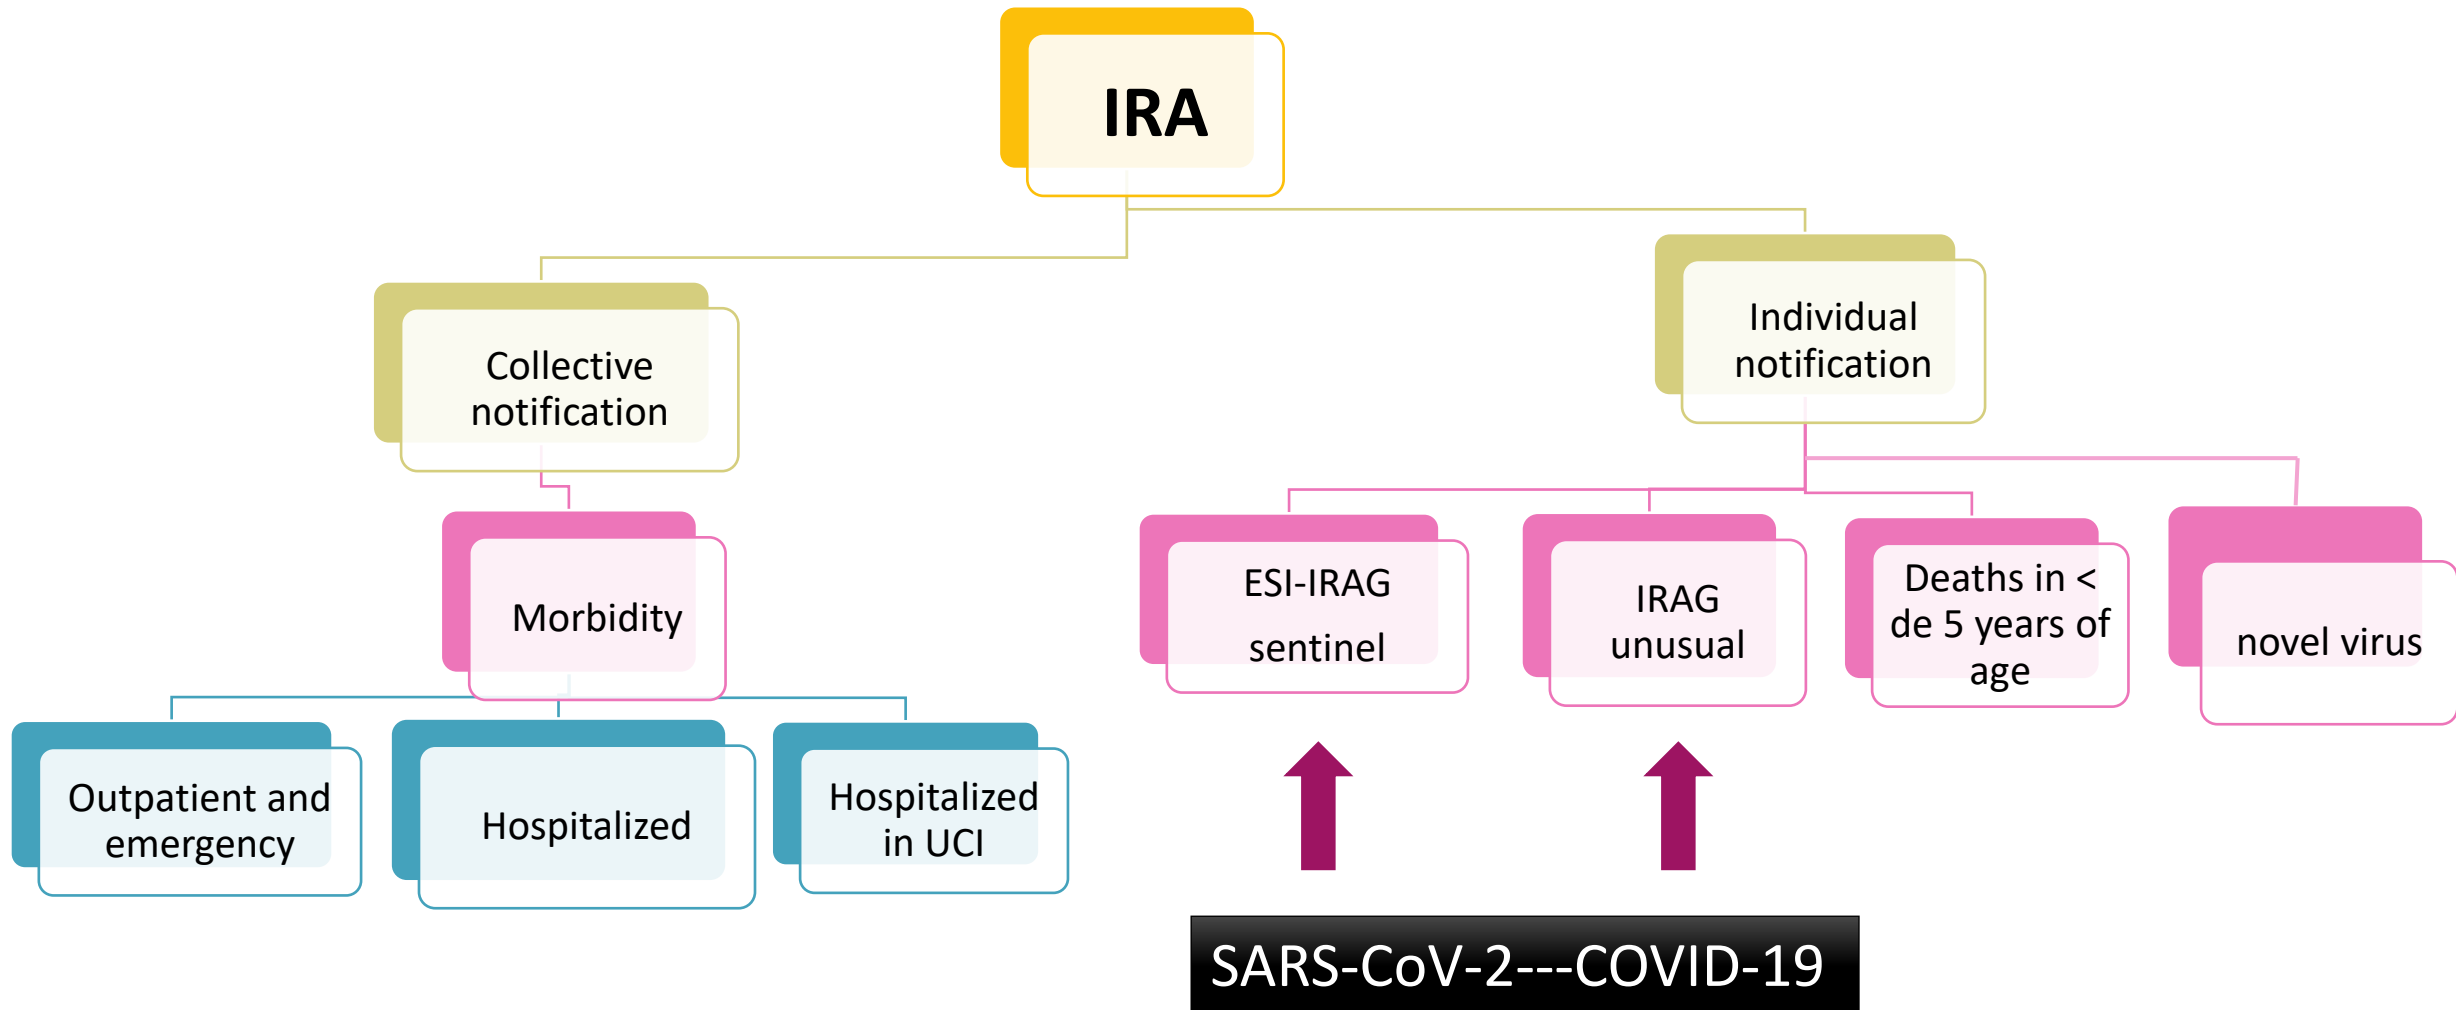 IRA
Collective
notification
Individual
notification
Morbidity
ESI-IRAG
sentinel
IRAG
unusual
Deaths in <
de 5 years of
age
novel virus
Outpatient and
emergency
Hospitalized
Hospitalized
in UCI
SARS-CoV-2---COVID-19